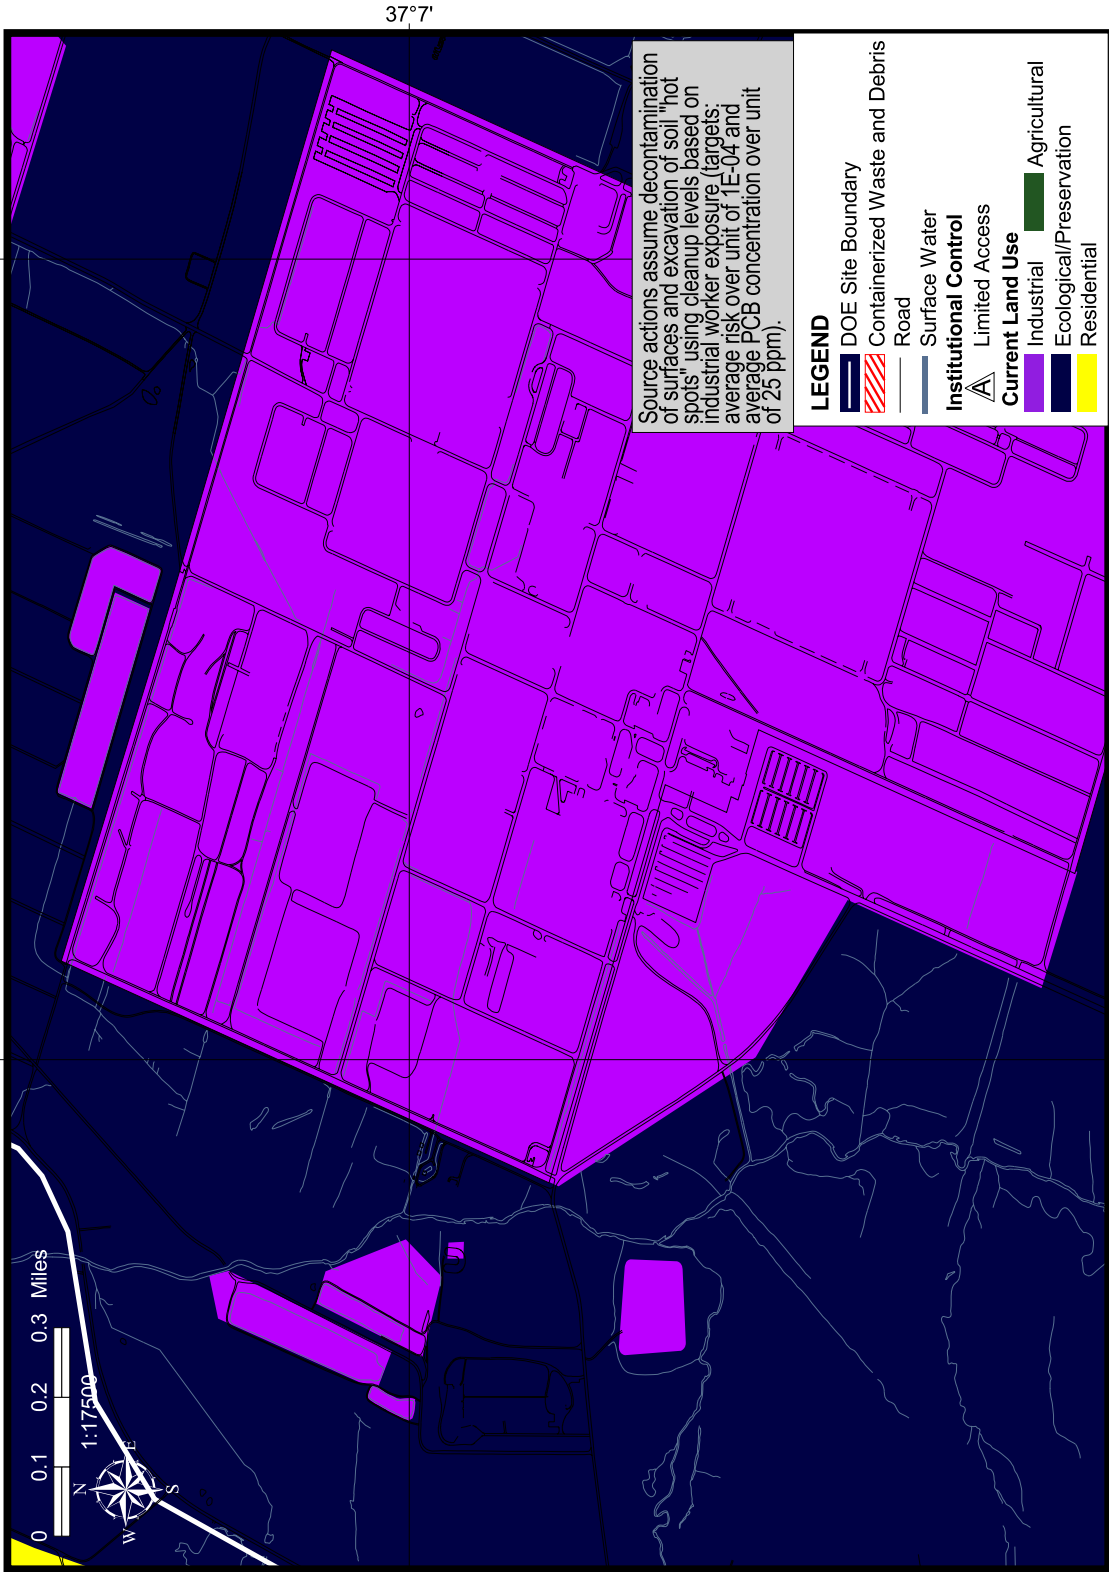 37°7'
Source actions assume decontamination
of surfaces and excavation of soil "hot
spots" using cleanup levels based on
industrial worker exposure (targets:
average risk over unit of 1E-04 and
average PCB concentration over unit
of 25 ppm).
LEGEND
DOE Site Boundary
Containerized Waste and Debris
Road
Surface Water
Institutional Control
A Limited Access
Current Land Use
Industrial Agricultural
Ecological/Preservation
Residential
0 0.1 0.2 0.3 Miles
1:17500
N
W E
S